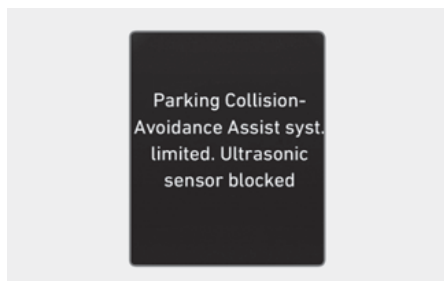 Parking Collision-
Avoidance Assist syst.
limited. Ultrasonic
sensor blocked